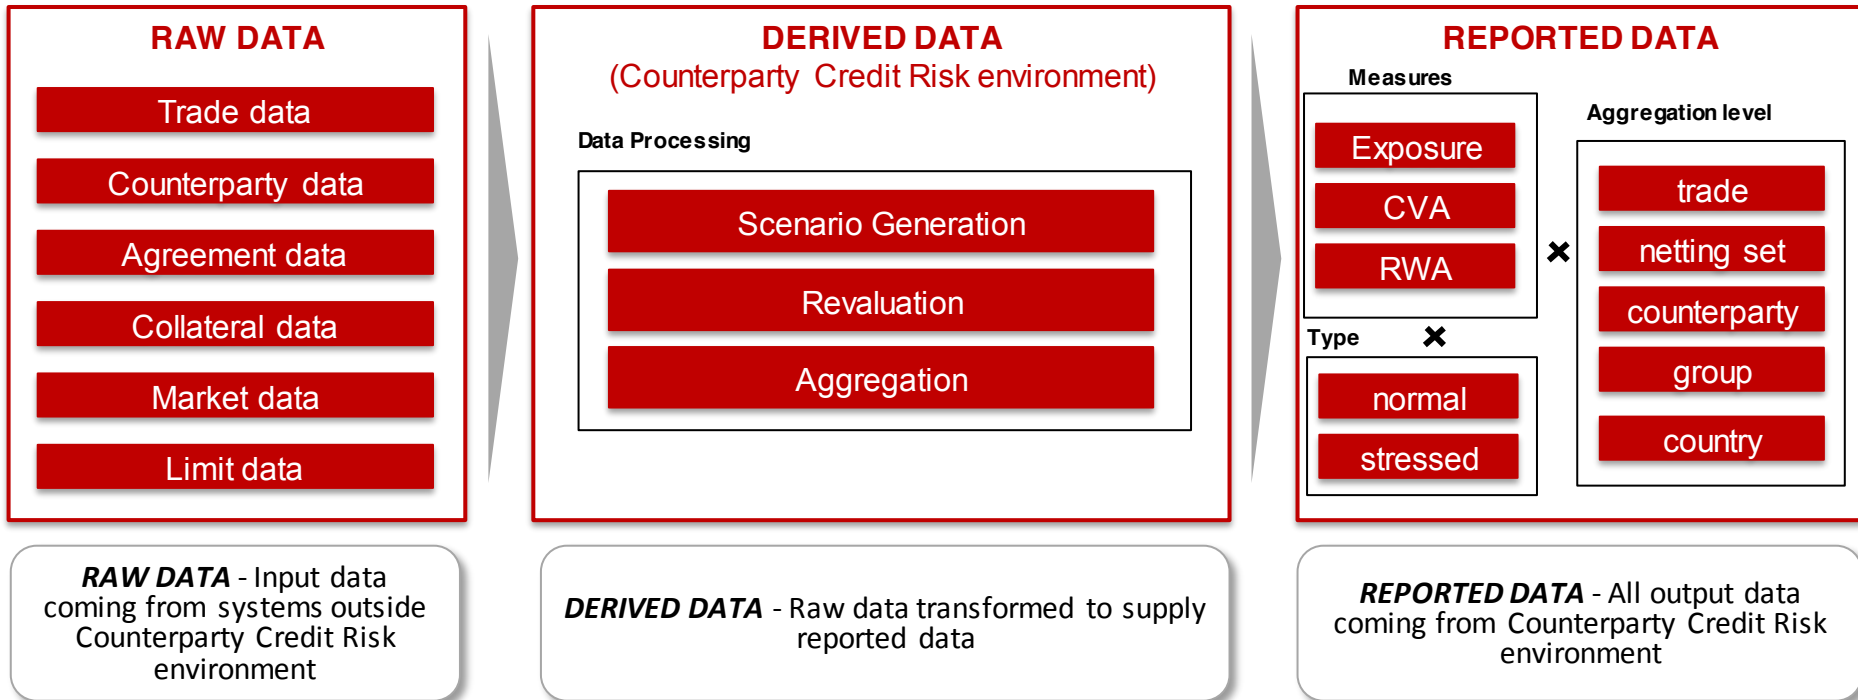 RAW DATA
Trade data
Counterparty data
Agreement data
Collateral data
Market data
Limit data
DERIVED DATA
(Counterparty Credit Risk environment)
Data Processing
Scenario Generation
Revaluation
Aggregation
REPORTED DATA
Measures
Exposure
CVA
RWA
Type
normal
stressed
Aggregation level
trade
netting set
counterparty
group
country
RAW DATA - Input data
coming from systems outside
Counterparty Credit Risk
environment
DERIVED DATA - Raw data transformed to supply
reported data
REPORTED DATA - All output data
coming from Counterparty Credit Risk
environment